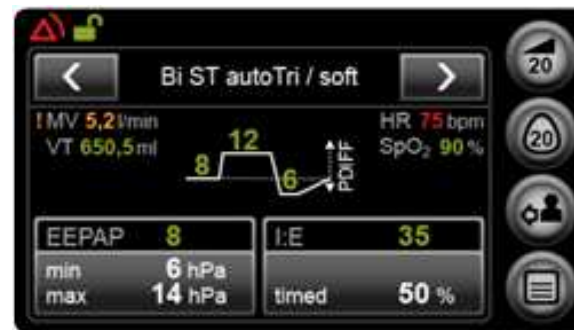 Bi ST autoTri / soft
20
!MV 5,2 l/min
HR 75 bpm
VT 650,5 ml
SpO₂ 90 %
12
8
6
PDIFF
20
EEPAP 8
I:E 35
min 6 hPa
max 14 hPa
timed 50 %